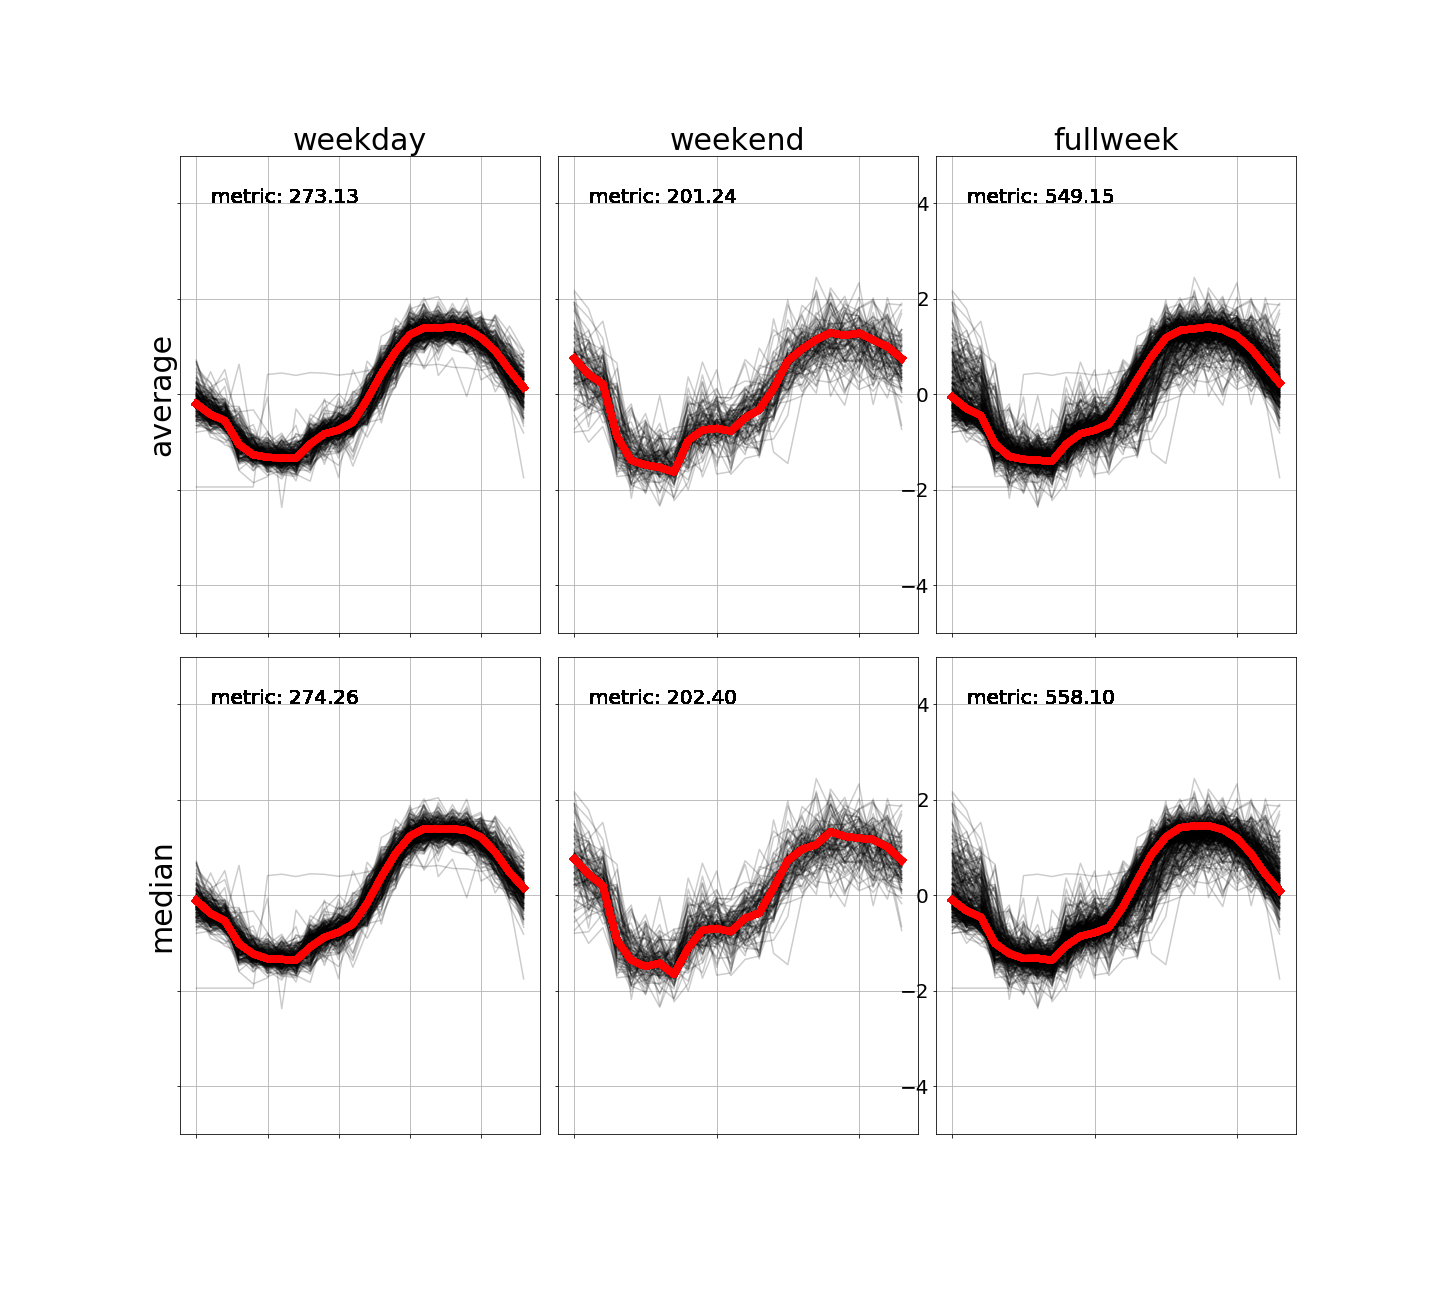 weekday weekend fullweek
metric: 273.13 metric: 201.24 metric: 549.15
4
2
average
0
−2
−4
metric: 274.26 metric: 202.40 metric: 558.10
4
2
median
0
−2
−4